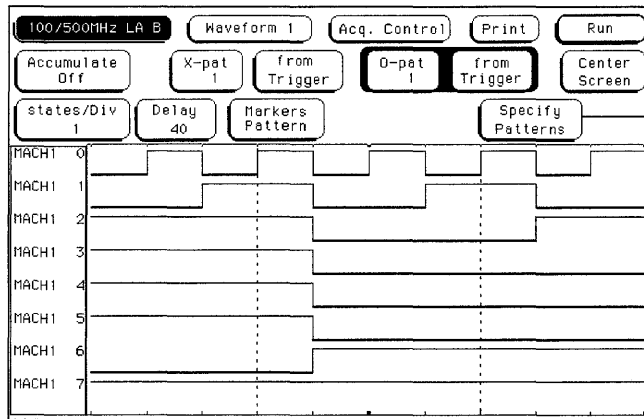 100/500MHz LA B Waveform 1 Acq. Control Print Run
Accumulate Off X-pat 1 from Trigger O-pat 1 from Trigger Center Screen
states/Div 1 Delay 40 Markers Pattern Specify Patterns
MACH1 0
MACH1 1
MACH1 2
MACH1 3
MACH1 4
MACH1 5
MACH1 6
MACH1 7